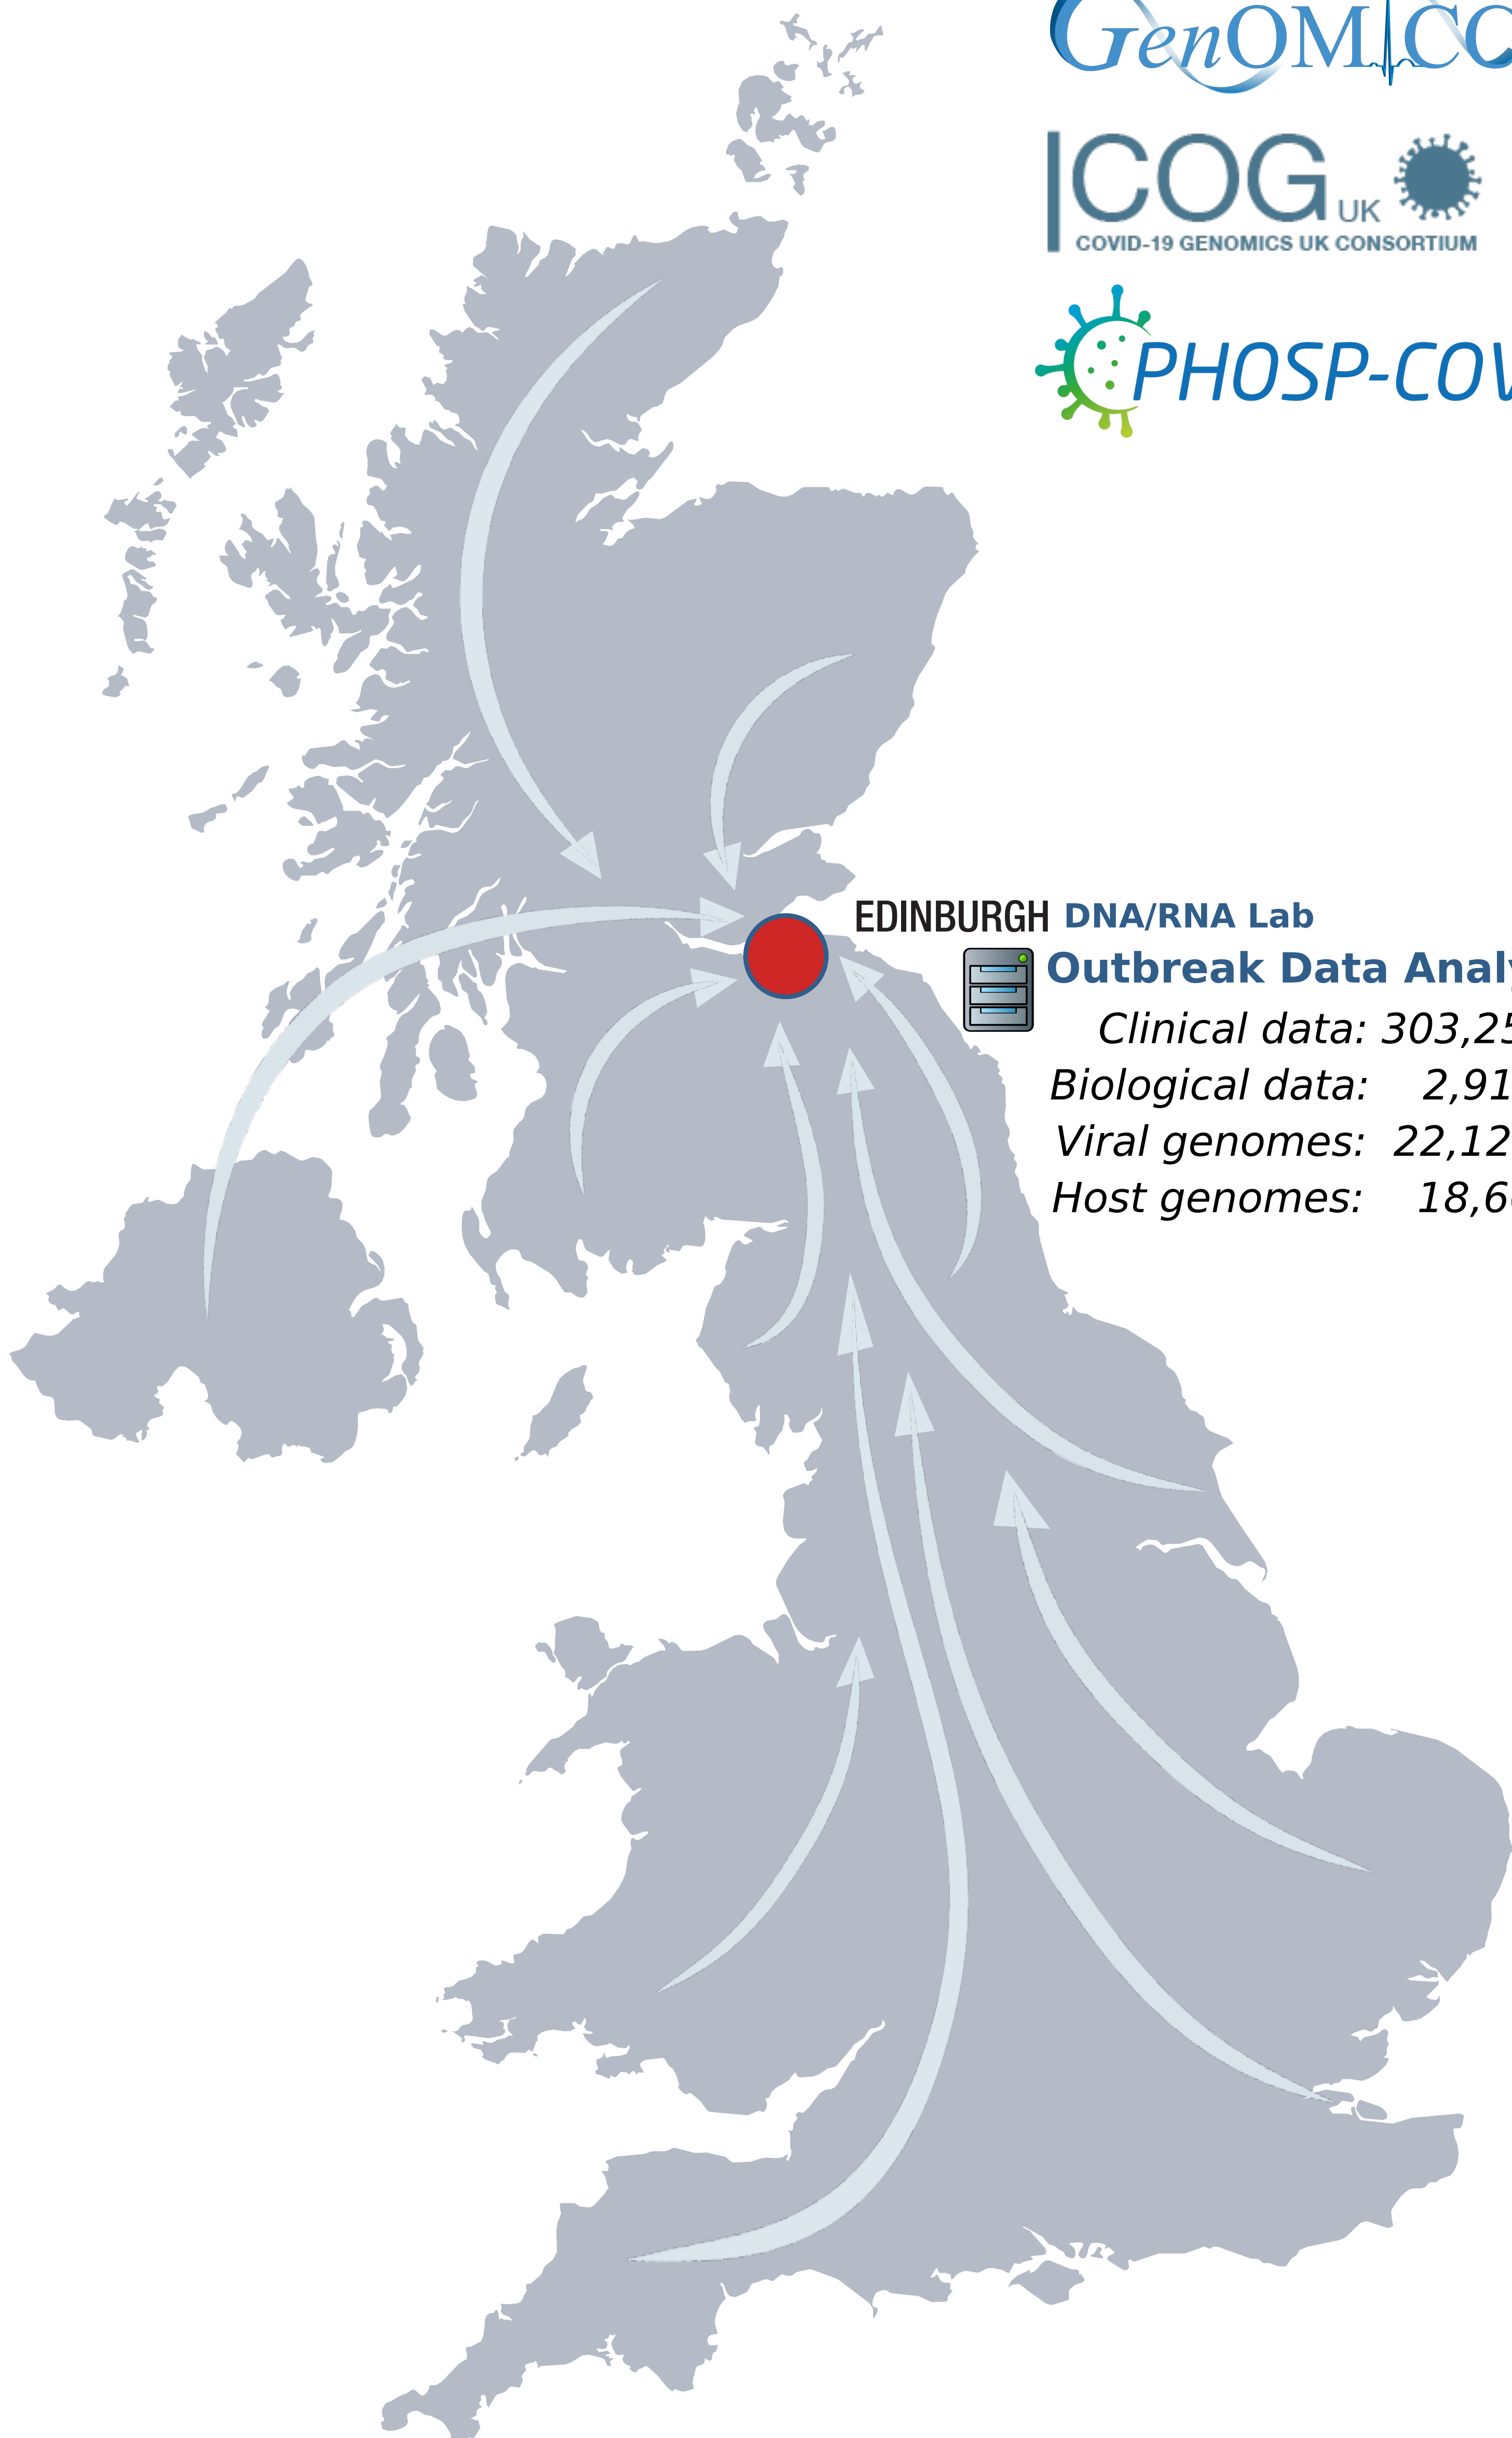 GenOMICC
COG UK
COVID-19 GENOMICS UK CONSORTIUM
PHOSP-COV
EDINBURGH DNA/RNA Lab
Outbreak Data Analy
Clinical data: 303,25
Biological data: 2,91
Viral genomes: 22,12
Host genomes: 18,6